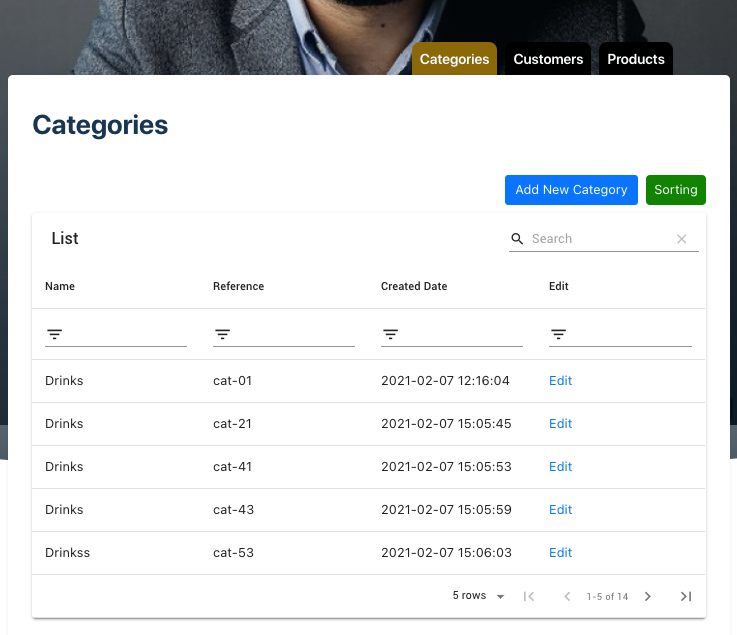 Categories Customers Products
Categories
Add New Category Sorting
List Search
Name Reference Created Date Edit
Drinks cat-01 2021-02-07 12:16:04 Edit
Drinks cat-21 2021-02-07 15:05:45 Edit
Drinks cat-41 2021-02-07 15:05:53 Edit
Drinks cat-43 2021-02-07 15:05:59 Edit
Drinkss cat-53 2021-02-07 15:06:03 Edit
5 rows 1-5 of 14